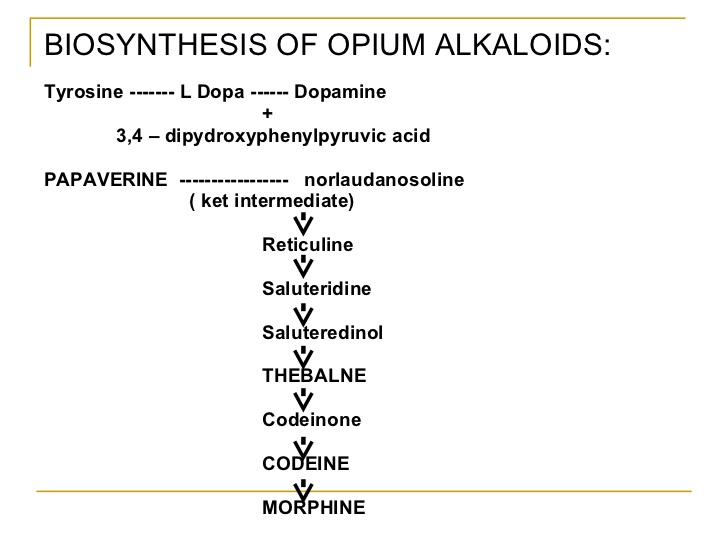 BIOSYNTHESIS OF OPIUM ALKALOIDS:
Tyrosine ------- L Dopa ------ Dopamine
+
3,4 – dipydroxyphenylpyruvic acid
PAPAVERINE ----------------- norlaudanosoline
( ket intermediate)
Reticuline
Saluteridine
Saluteredinol
THEBALNE
Codeinone
CODEINE
MORPHINE